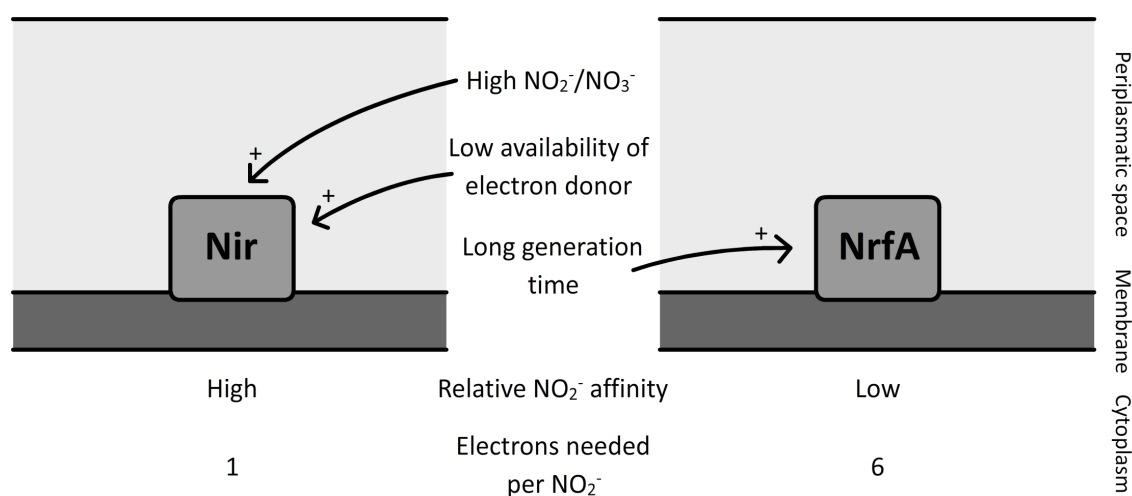 High NO₂⁻/NO₃⁻
Low availability of
electron donor
Long generation
time
Nir
NrfA
Periplasmatic space
Membrane
Cytoplasm
+
+
+
High
Relative NO₂⁻ affinity
Low
1
Electrons needed
per NO₂⁻
6